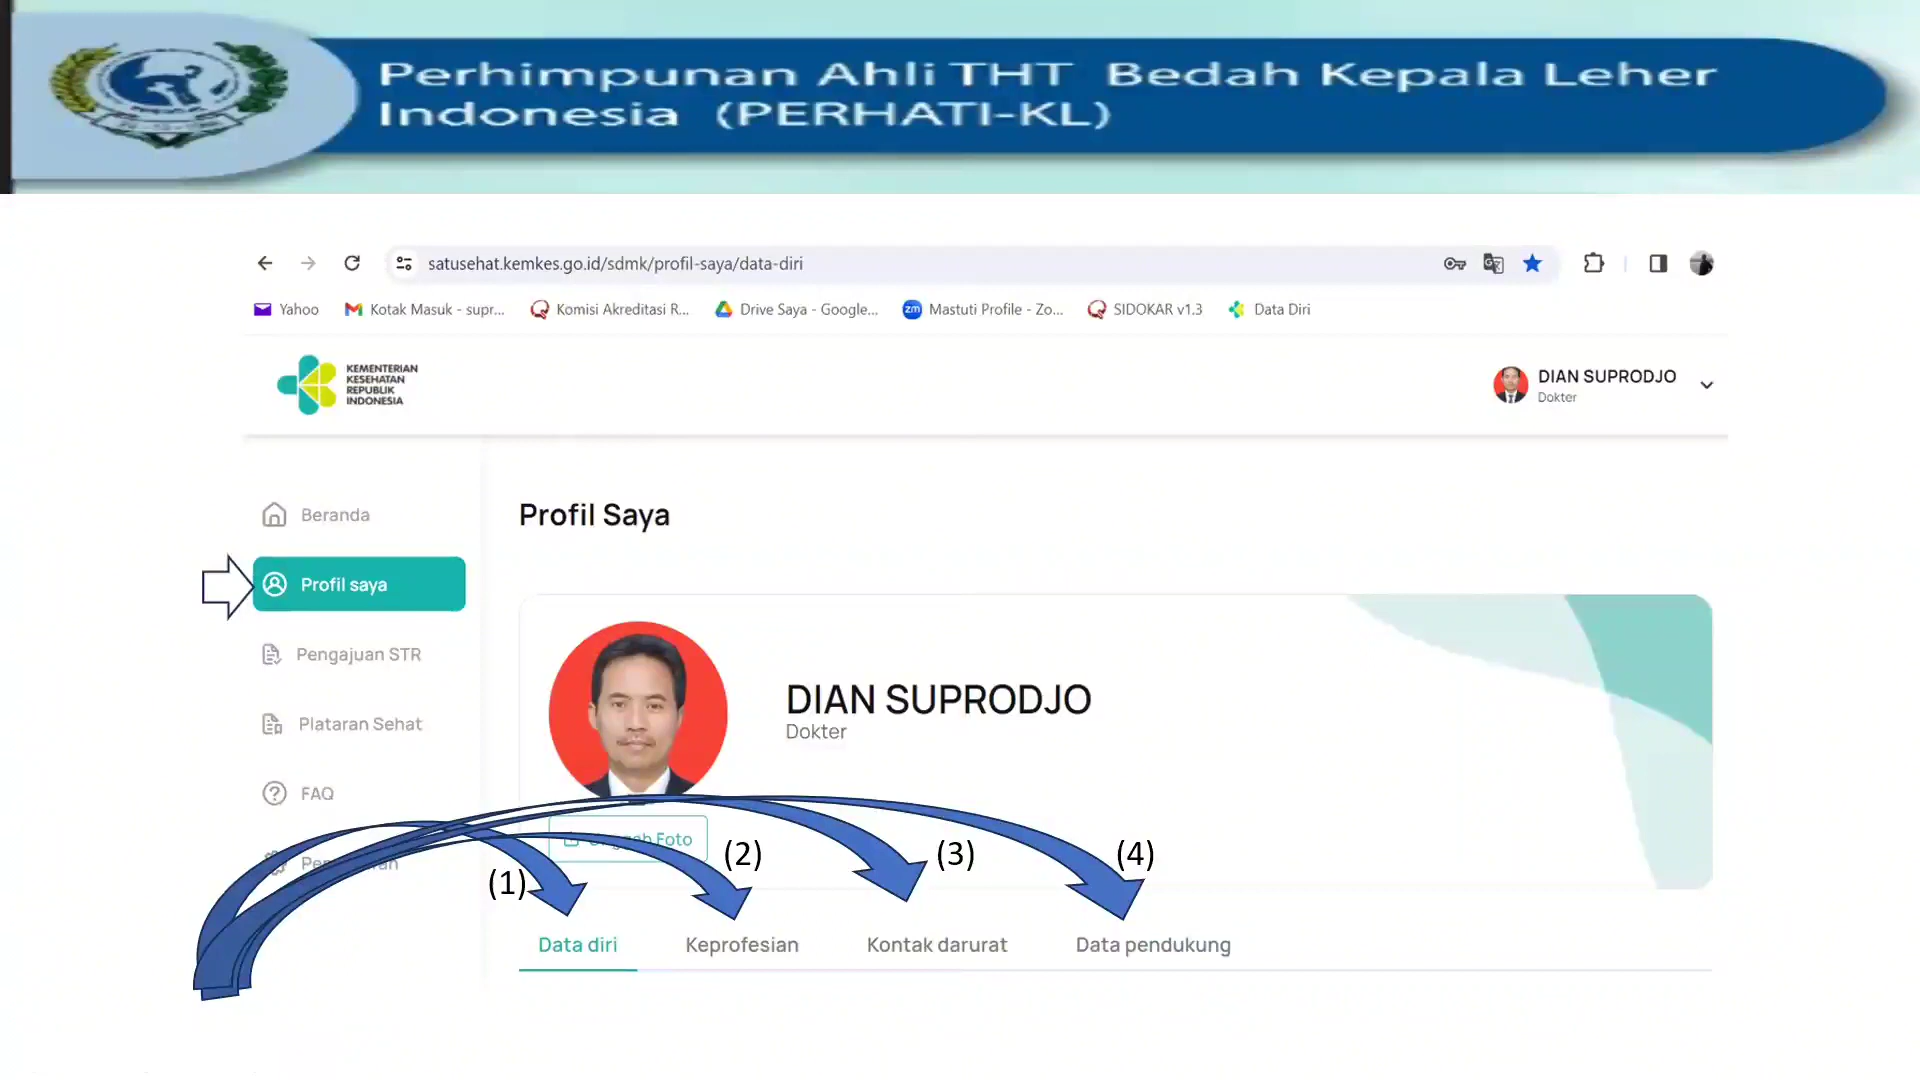 Perhimpunan Ahli THT Bedah Kepala Leher
Indonesia (PERHATI-KL)
satusehat.kemkes.go.id/sdmk/profil-saya/data-diri
Yahoo
Kotak Masuk - supr...
Komisi Akreditasi R...
Drive Saya - Google...
zm
Mastuti Profile - Zo...
SIDOKAR v1.3
Data Diri
KEMENTERIAN
KESEHATAN
REPUBLIK
INDONESIA
DIAN SUPRODJO
Dokter
Beranda
Profil saya
Pengajuan STR
Plataran Sehat
FAQ
Profil Saya
DIAN SUPRODJO
Dokter
Foto
(1)
(2)
(3)
(4)
Data diri
Keprofesian
Kontak darurat
Data pendukung